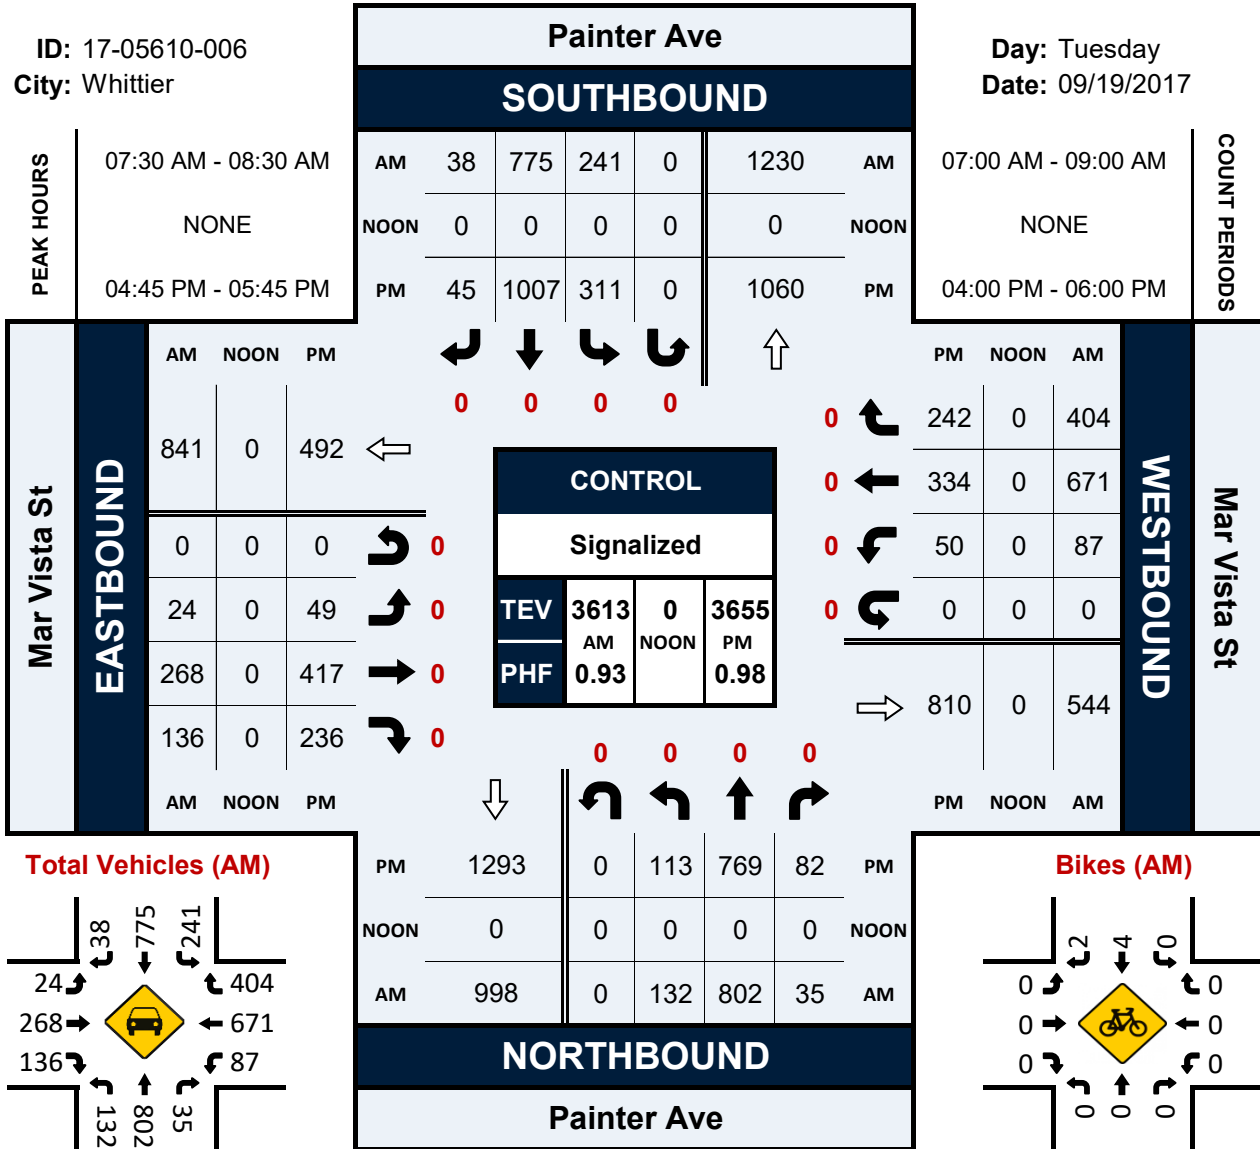 Painter Ave
ID: 17-05610-006
Day: Tuesday
City: Whittier
Date: 09/19/2017
SOUTHBOUND
PEAK HOURS
07:30 AM - 08:30 AM
NONE
04:45 PM - 05:45 PM
AM 38 775 241 0 1230 AM
NOON 0 0 0 0 0 NOON
PM 45 1007 311 0 1060 PM
07:00 AM - 09:00 AM
NONE
04:00 PM - 06:00 PM
COUNT PERIODS
0 0 0 0
Mar Vista St
EASTBOUND
AM NOON PM
841 0 492
0 0 0 0
24 0 49 0
268 0 417 0
136 0 236 0
AM NOON PM
CONTROL
Signalized
TEV 3613 0 3655
AM NOON PM
PHF 0.93 0.98
PM NOON AM
0 242 0 404
0 334 0 671
0 50 0 87
0 0 0 0
810 0 544
PM NOON AM
WESTBOUND
Mar Vista St
0 0 0 0
PM 1293 0 113 769 82 PM
NOON 0 0 0 0 0 NOON
AM 998 0 132 802 35 AM
NORTHBOUND
Painter Ave
Total Vehicles (AM)
38 775 241
24 404
268 671
136 87
132 802 35
Bikes (AM)
2 4 0
0 0
0 0
0 0
0 0 0